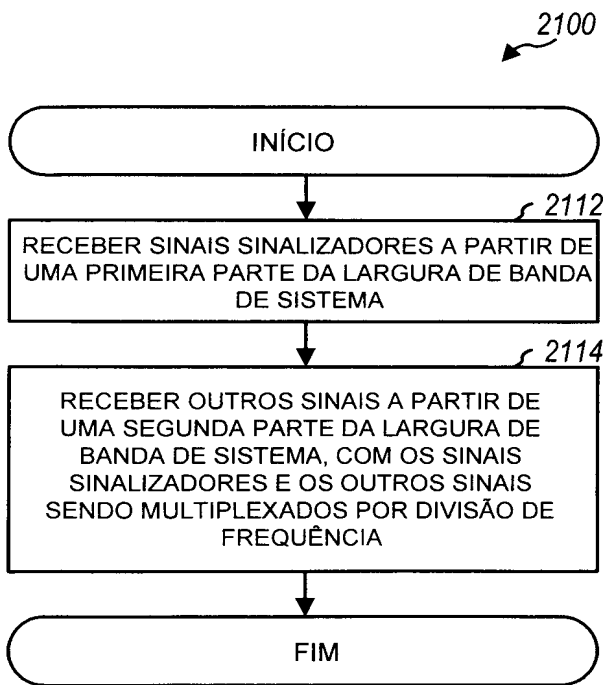 2100
INÍCIO
2112
RECEBER SINAIS SINALIZADORES A PARTIR DE
UMA PRIMEIRA PARTE DA LARGURA DE BANDA
DE SISTEMA
2114
RECEBER OUTROS SINAIS A PARTIR DE
UMA SEGUNDA PARTE DA LARGURA DE
BANDA DE SISTEMA, COM OS SINAIS
SINALIZADORES E OS OUTROS SINAIS
SENDO MULTIPLEXADOS POR DIVISÃO DE
FREQUÊNCIA
FIM